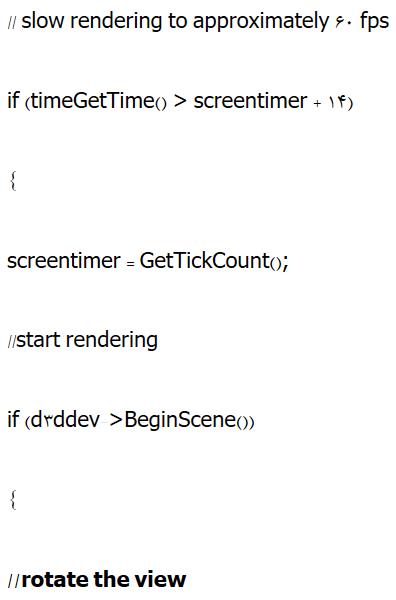 // slow rendering to approximately ۶۰ fps
if (timeGetTime() > screentimer + ۱۴)
{
screentimer = GetTickCount();
//start rendering
if (d۳ddev->BeginScene())
{
//rotate the view